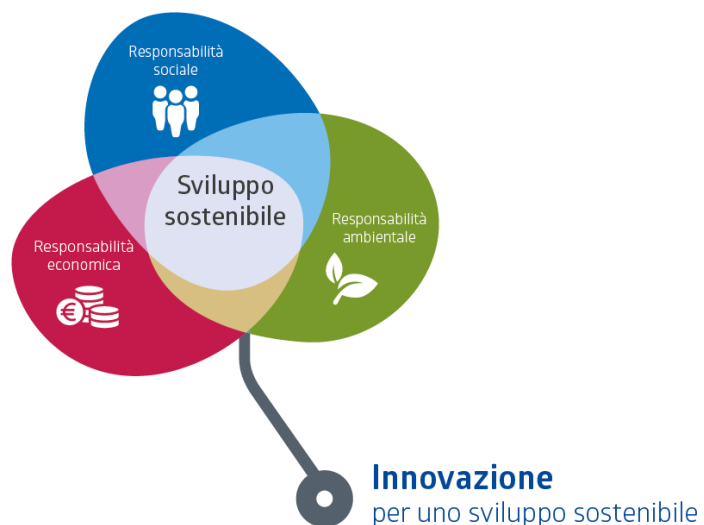 Responsabilità
sociale
Sviluppo
sostenibile
Responsabilità
ambientale
Responsabilità
economica
€
Innovazione
per uno sviluppo sostenibile